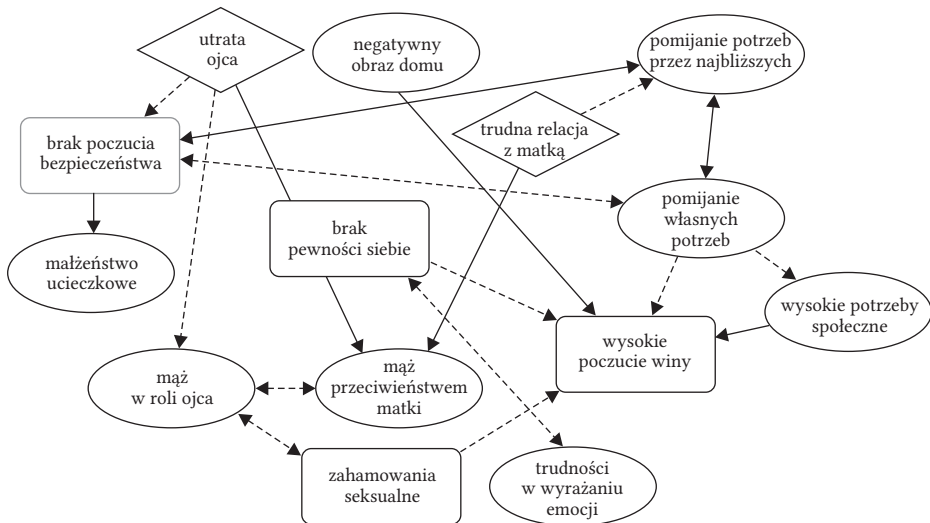 utrata
ojca
negatywny
obraz domu
pomijanie potrzeb
przez najbliższych
trudna relacja
z matką
brak poczucia
bezpieczeństwa
pomijanie
własnych
potrzeb
brak
pewności siebie
małżeństwo
ucieczkowe
wysokie potrzeby
społeczne
wysokie
poczucie winy
mąż
w roli ojca
mąż
przeciwieństwem
matki
zahamowania
seksualne
trudności
w wyrażaniu
emocji